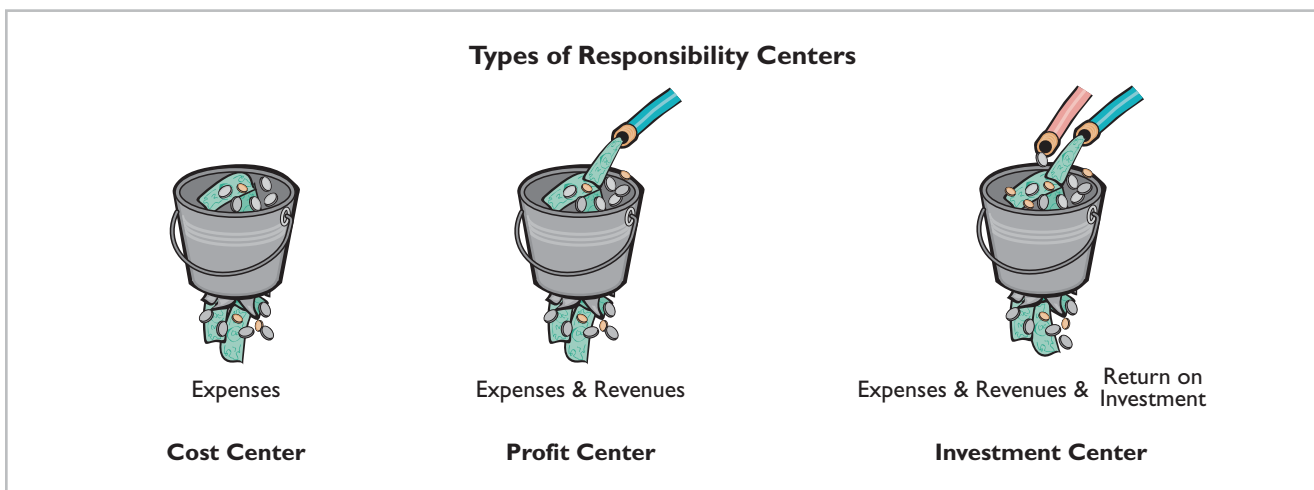 Types of Responsibility Centers
Expenses
Expenses & Revenues
Expenses & Revenues & Return on
Investment
Cost Center
Profit Center
Investment Center